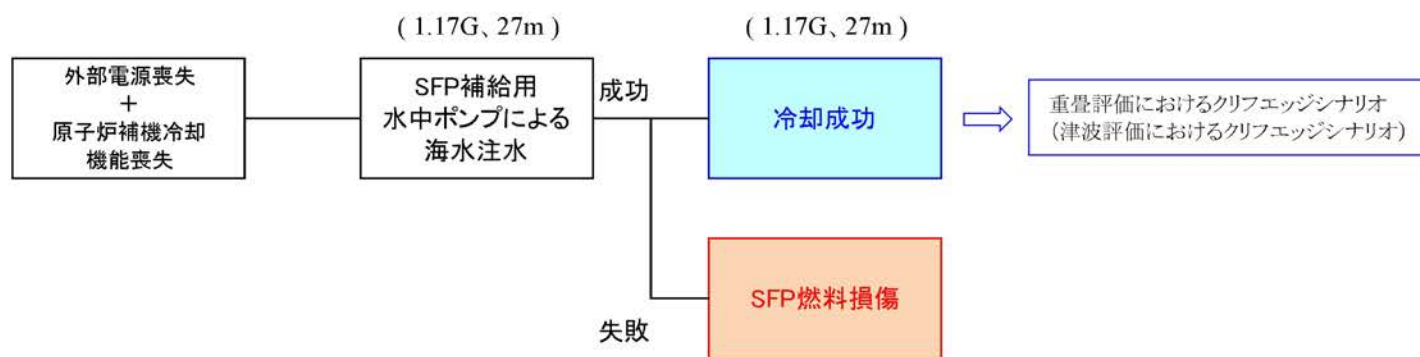 ( 1.17G、27m )
( 1.17G、27m )
外部電源喪失
+
原子炉補機冷却
機能喪失
SFP補給用
水中ポンプによる
海水注水
成功
冷却成功
重畳評価におけるクリフエッジシナリオ
(津波評価におけるクリフエッジシナリオ)
失敗
SFP燃料損傷